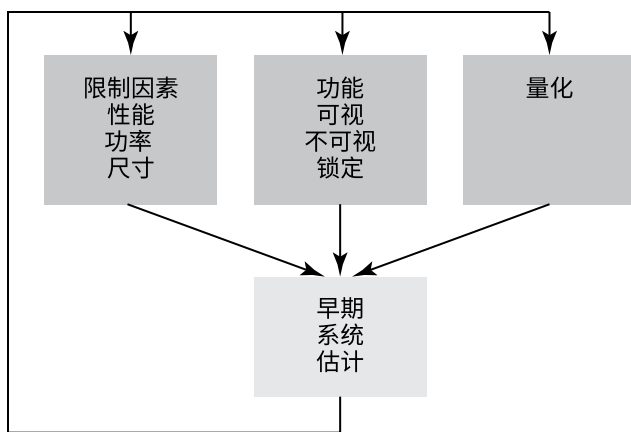 限制因素
性能
功率
尺寸
功能
可视
不可视
锁定
量化
早期
系统
估计